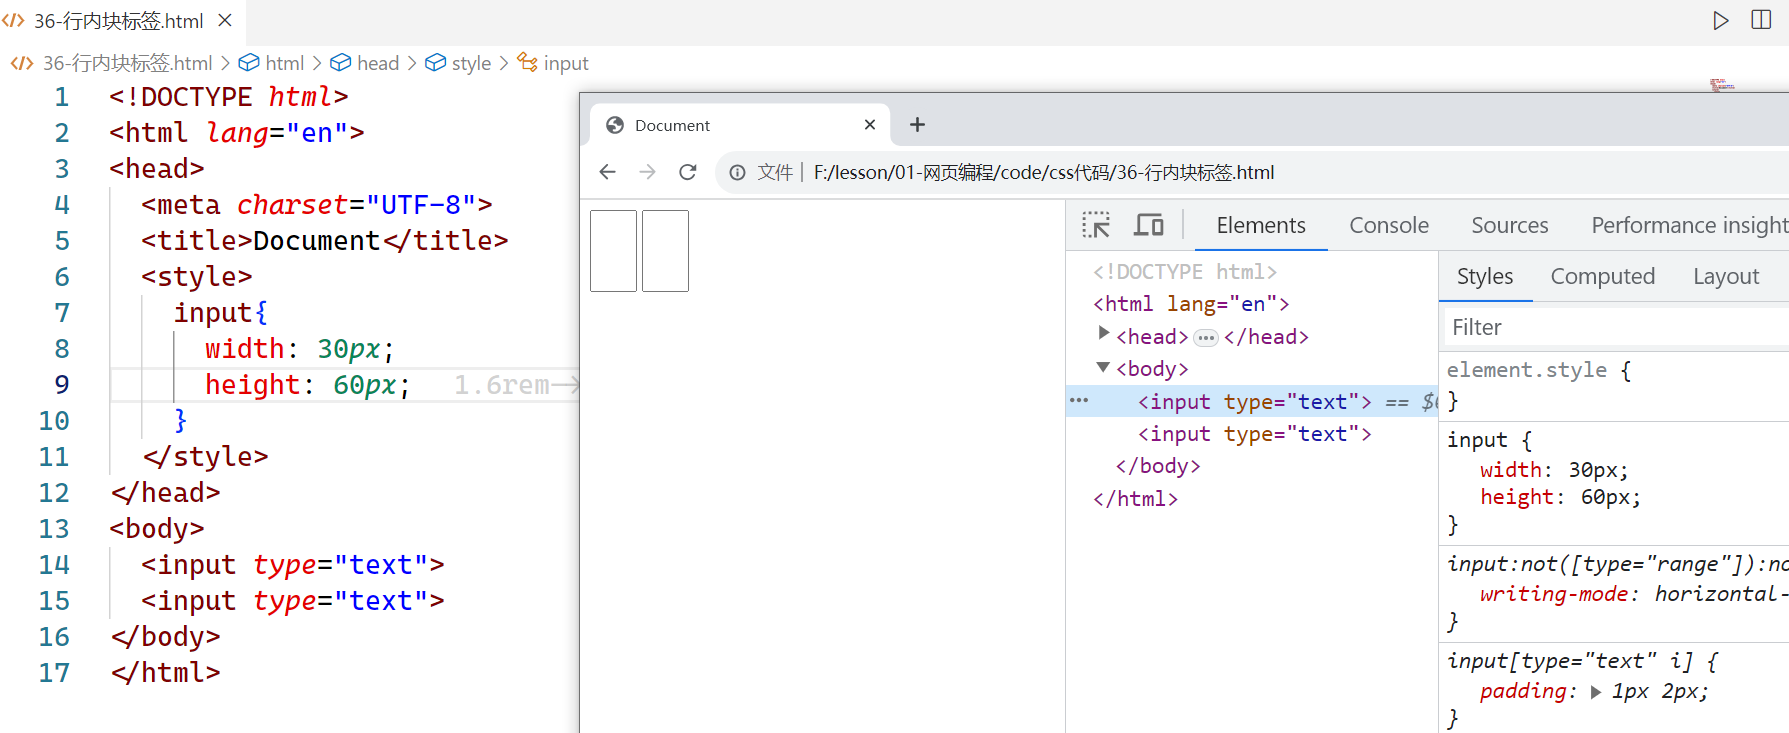 36-行内块标签.html
36-行内块标签.html > html > head > style > input
1 <!DOCTYPE html>
2 <html lang="en">
3 <head>
4 <meta charset="UTF-8">
5 <title>Document</title>
6 <style>
7 input{
8 width: 30px;
9 height: 60px; 1.6rem->
10 }
11 </style>
12 </head>
13 <body>
14 <input type="text">
15 <input type="text">
16 </body>
17 </html>
Document
文件 | F:/lesson/01-网页编程/code/css代码/36-行内块标签.html
Elements Console Sources Performance insight
<!DOCTYPE html>
<html lang="en">
<head> ··· </head>
<body>
··· <input type="text"> == $
<input type="text">
</body>
</html>
Styles Computed Layout
Filter
element.style {
}
input {
width: 30px;
height: 60px;
}
input:not([type="range"]):no
writing-mode: horizontal-
}
input[type="text" i] {
padding: 1px 2px;
}